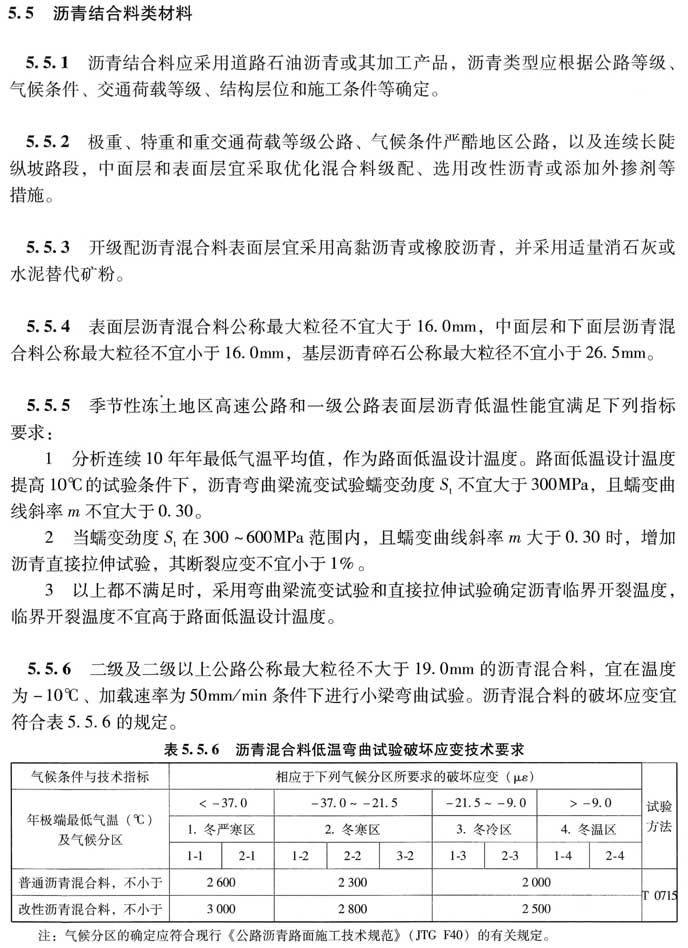 5.5 沥青结合料类材料
5.5.1 沥青结合料应采用道路石油沥青或其加工产品，沥青类型应根据公路等级、
气候条件、交通荷载等级、结构层位和施工条件等确定。
5.5.2 极重、特重和重交通荷载等级公路、气候条件严酷地区公路，以及连续长陡
纵坡路段，中面层和表面层宜采取优化混合料级配、选用改性沥青或添加外掺剂等
措施。
5.5.3 开级配沥青混合料表面层宜采用高黏沥青或橡胶沥青，并采用适量消石灰或
水泥替代矿粉。
5.5.4 表面层沥青混合料公称最大粒径不宜大于16.0mm，中面层和下面层沥青混
合料公称最大粒径不宜小于16.0mm，基层沥青碎石公称最大粒径不宜小于26.5mm。
5.5.5 季节性冻土地区高速公路和一级公路表面层沥青低温性能宜满足下列指标
要求：
1 分析连续10年年最低气温平均值，作为路面低温设计温度。路面低温设计温度
提高10℃的试验条件下，沥青弯曲梁流变试验蠕变劲度St不宜大于300MPa，且蠕变曲
线斜率m不宜大于0.30。
2 当蠕变劲度St在300~600MPa范围内，且蠕变曲线斜率m大于0.30时，增加
沥青直接拉伸试验，其断裂应变不宜小于1%。
3 以上都不满足时，采用弯曲梁流变试验和直接拉伸试验确定沥青临界开裂温度，
临界开裂温度不宜高于路面低温设计温度。
5.5.6 二级及二级以上公路公称最大粒径不大于19.0mm的沥青混合料，宜在温度
为-10℃、加载速率为50mm/min条件下进行小梁弯曲试验。沥青混合料的破坏应变宜
符合表5.5.6的规定。
表5.5.6 沥青混合料低温弯曲试验破坏应变技术要求
气候条件与技术指标 相应于下列气候分区所要求的破坏应变（με） 试验方法
年极端最低气温（℃）及气候分区 <-37.0 -37.0~-21.5 -21.5~-9.0 >-9.0
1.冬严寒区 2.冬寒区 3.冬冷区 4.冬温区
1-1 2-1 1-2 2-2 3-2 1-3 2-3 1-4 2-4
普通沥青混合料，不小于 2 600 2 300 2 000 T 0715
改性沥青混合料，不小于 3 000 2 800 2 500
注：气候分区的确定应符合现行《公路沥青路面施工技术规范》（JTG F40）的有关规定。